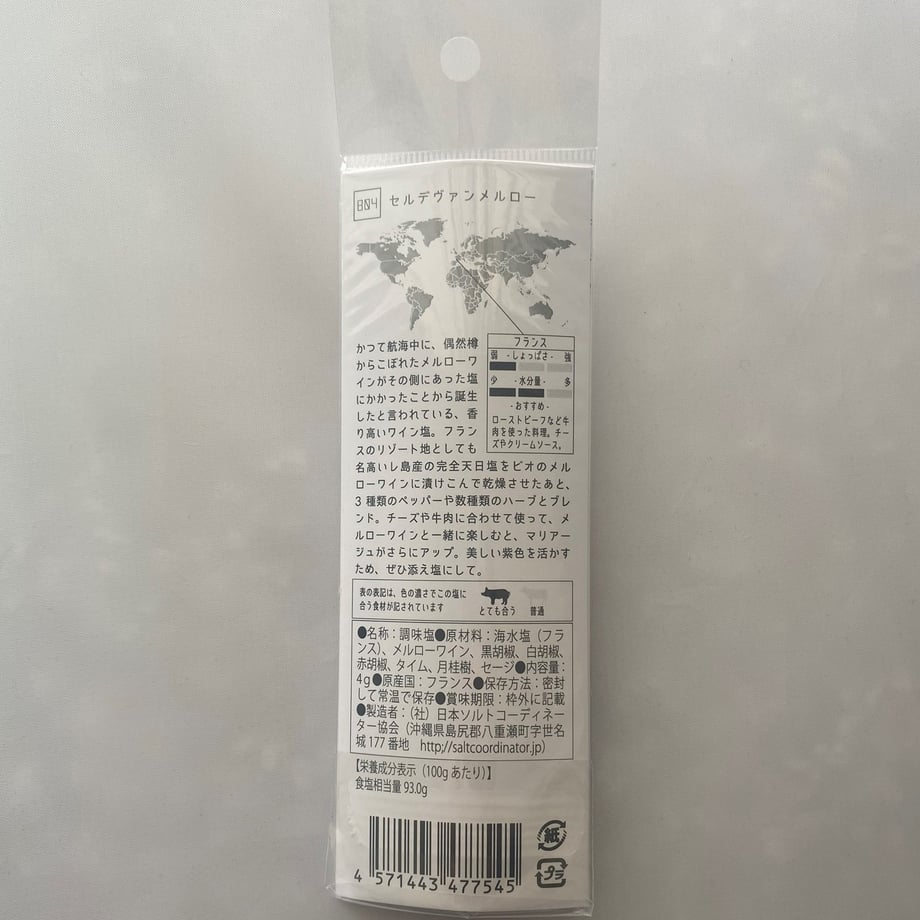 804 セルデヴァンメルロー
フランス
弱 -しょっぱさ- 強
少 -水分量- 多
-おすすめ-
ローストビーフなど牛
肉を使った料理。チー
ズやクリームソース。
かつて航海中に、偶然樽
からこぼれたメルローワ
インがその側にあった塩
にかかったことから誕生
したと言われている、香
り高いワイン塩。フラン
スのリゾート地としても
名高いレ島産の完全天日塩をビオのメル
ローワインに漬けこんで乾燥させたあと、
3種類のペッパーや数種類のハーブとブレ
ンド。チーズや牛肉に合わせて使って、メ
ルローワインと一緒に楽しむと、マリアー
ジュがさらにアップ。美しい紫色を活かす
ため、ぜひ添え塩にして。
表の表記は、色の濃さでこの塩に
合う食材が記されています
とても合う 普通
●名称:調味塩●原材料:海水塩(フラ
ンス)、メルローワイン、黒胡椒、白胡椒、
赤胡椒、タイム、月桂樹、セージ●内容量:
4g●原産国:フランス●保存方法:密封
して常温で保存●賞味期限:枠外に記載
●製造者:(社)日本ソルトコーディネー
ター協会(沖縄県島尻郡八重瀬町字世名
城177番地 http://saltcoordinator.jp)
【栄養成分表示(100gあたり)】
食塩相当量 93.0g
紙
プラ
4 571443 477545